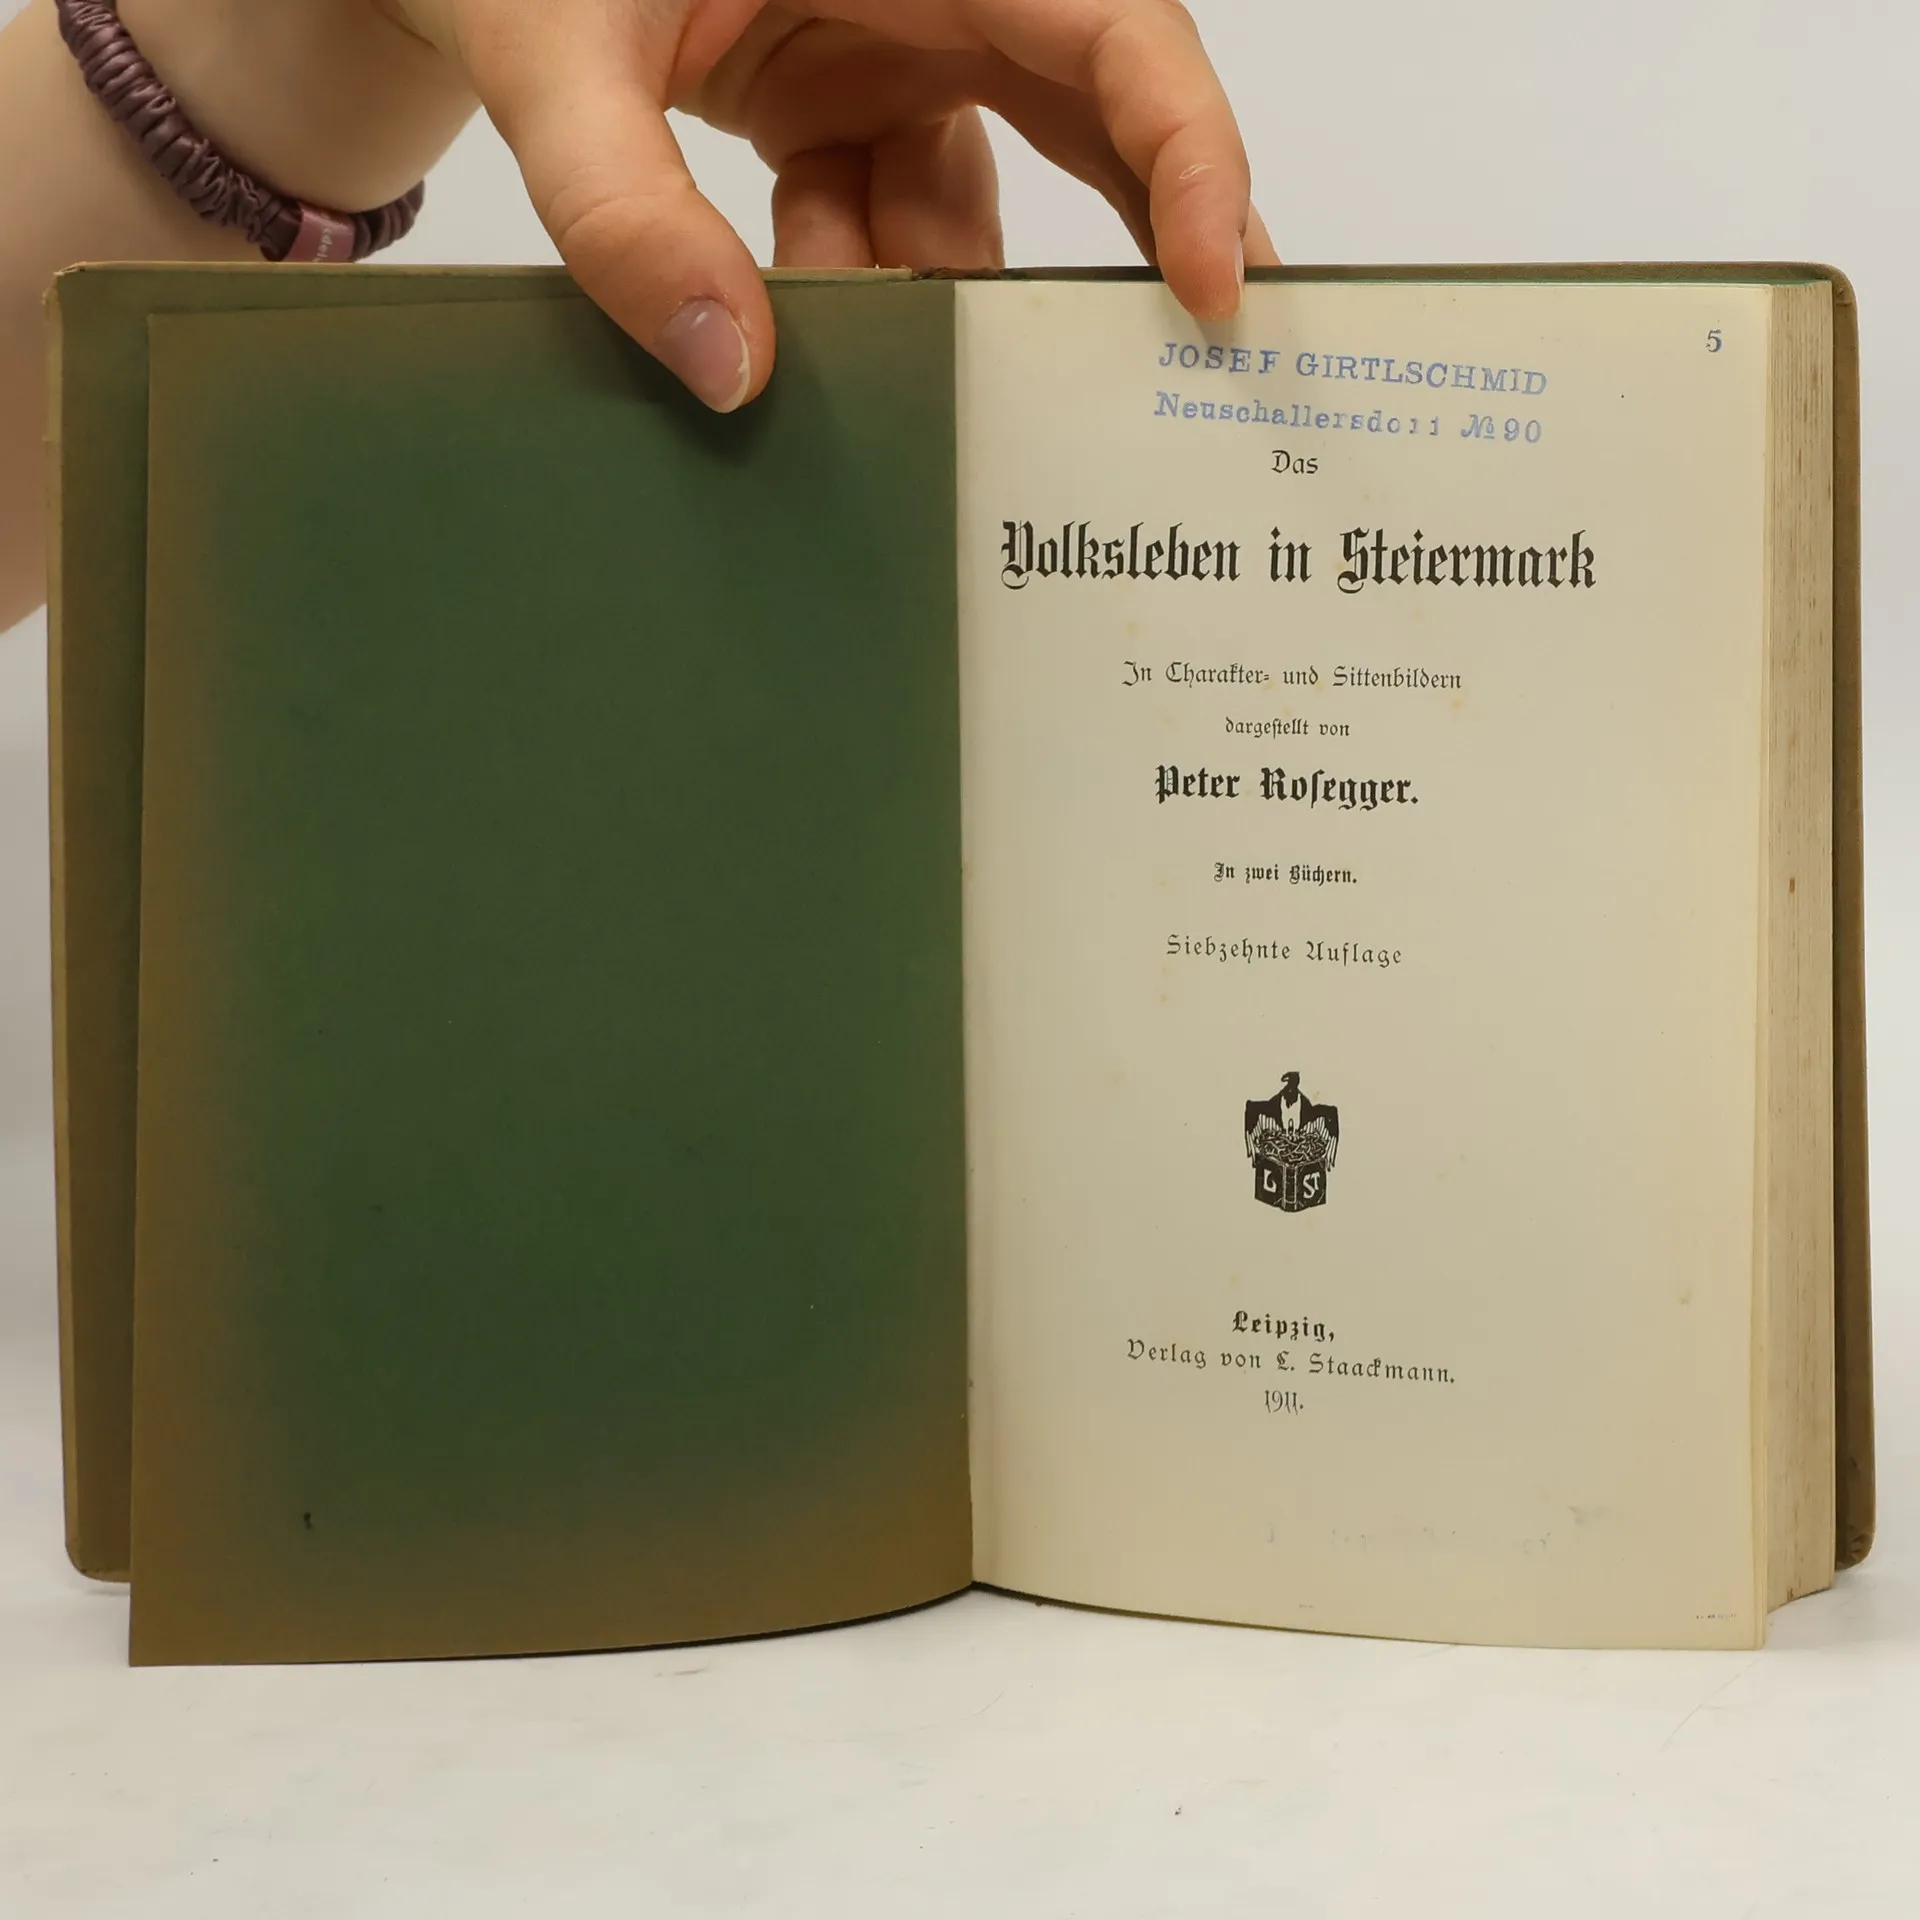 5
JOSEF GIRTLSCHMID
Neuschallersdorf № 90
Das
Volksleben in Steiermark
In Charakter- und Sittenbildern
dargestellt von
Peter Rosegger.
In zwei Büchern.
Siebzehnte Auflage
L ST
Leipzig,
Verlag von L. Staackmann.
1911.